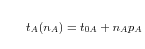 t_A(n_A) = t_{0A} + n_A p_A